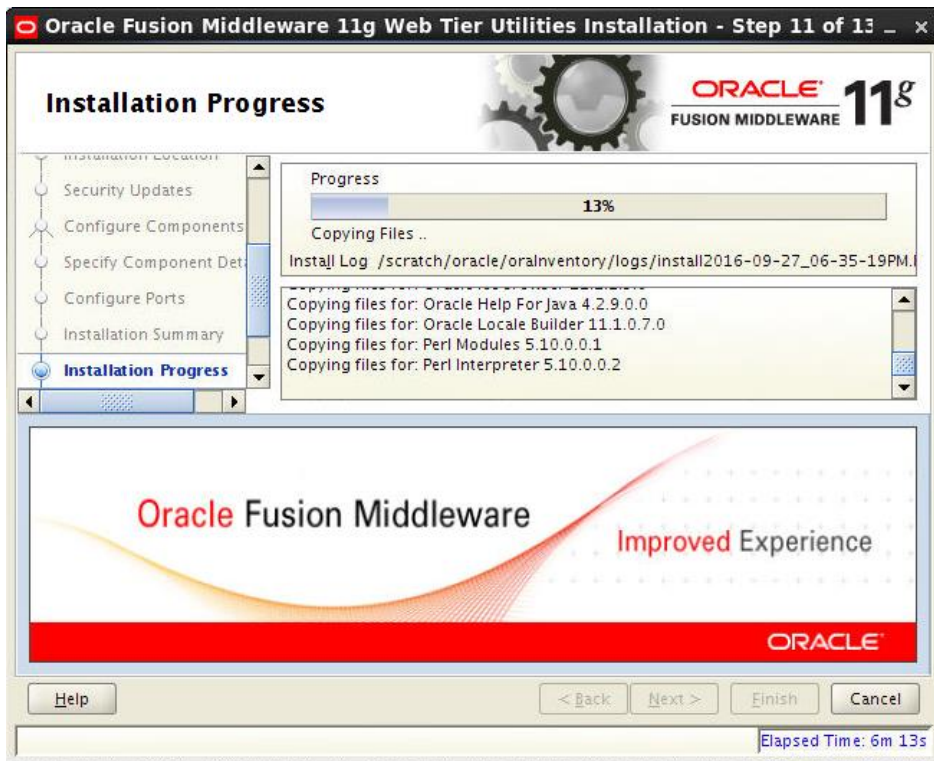 Oracle Fusion Middleware 11g Web Tier Utilities Installation - Step 11 of 13
Installation Progress
ORACLE
FUSION MIDDLEWARE
11g
Installation Location
Security Updates
Configure Components
Specify Component Deta
Configure Ports
Installation Summary
Installation Progress
Progress
13%
Copying Files ..
Install Log /scratch/oracle/oraInventory/logs/install2016-09-27_06-35-19PM.l
Copying files for: Oracle Help For Java 4.2.9.0.0
Copying files for: Oracle Locale Builder 11.1.0.7.0
Copying files for: Perl Modules 5.10.0.0.1
Copying files for: Perl Interpreter 5.10.0.0.2
Oracle Fusion Middleware
Improved Experience
ORACLE
Help
< Back
Next >
Finish
Cancel
Elapsed Time: 6m 13s